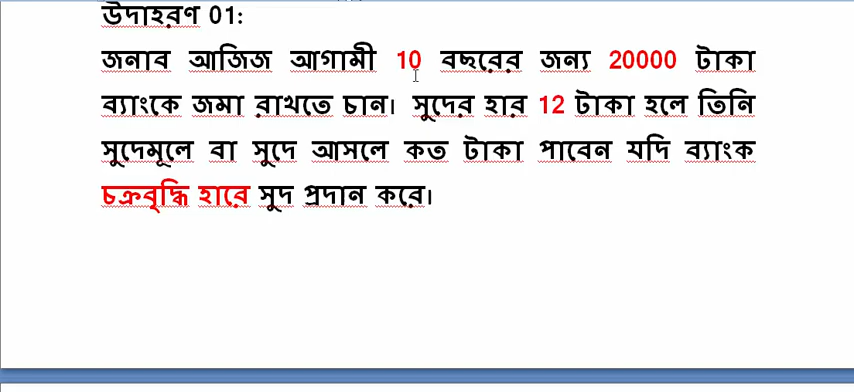 উদাহরণ 01:
জনাব আজিজ আগামী 10 বছরের জন্য 20000 টাকা
ব্যাংকে জমা রাখতে চান। সুদের হার 12 টাকা হলে তিনি
সুদেমূলে বা সুদে আসলে কত টাকা পাবেন যদি ব্যাংক
চক্রবৃদ্ধি হারে সুদ প্রদান করে।